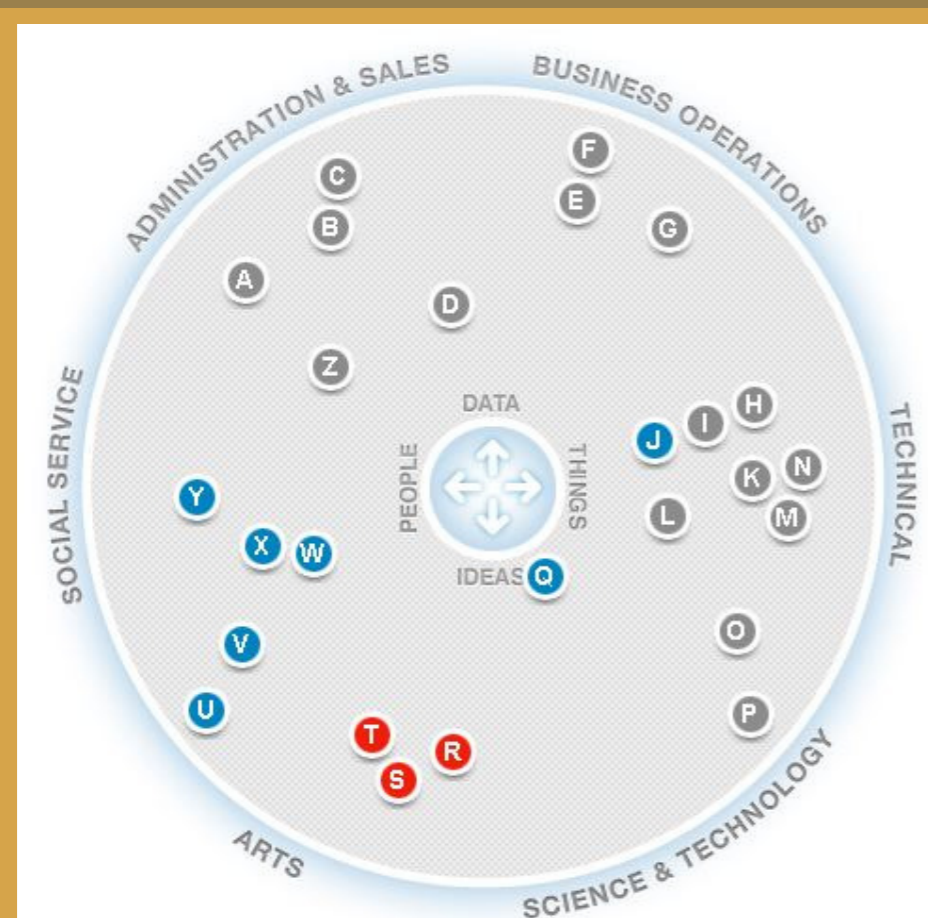 ADMINISTRATION & SALES
BUSINESS OPERATIONS
F
C
E
B
G
A
D
Z
DATA
H
I
J
PEOPLE
THINGS
N
K
Y
L
M
X
W
IDEAS
Q
O
V
U
P
T
R
S
SOCIAL SERVICE
TECHNICAL
ARTS
SCIENCE & TECHNOLOGY